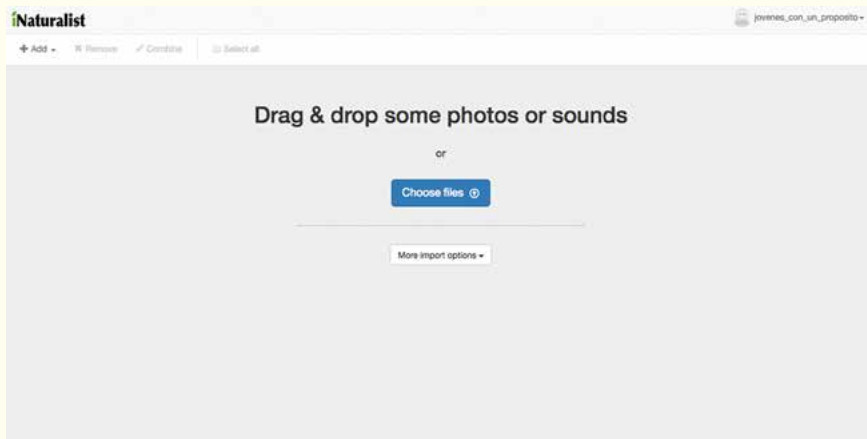 iNaturalist
jovenes_con_un_proposito
Add Remove Combine Select all
Drag & drop some photos or sounds
or
Choose files
More import options